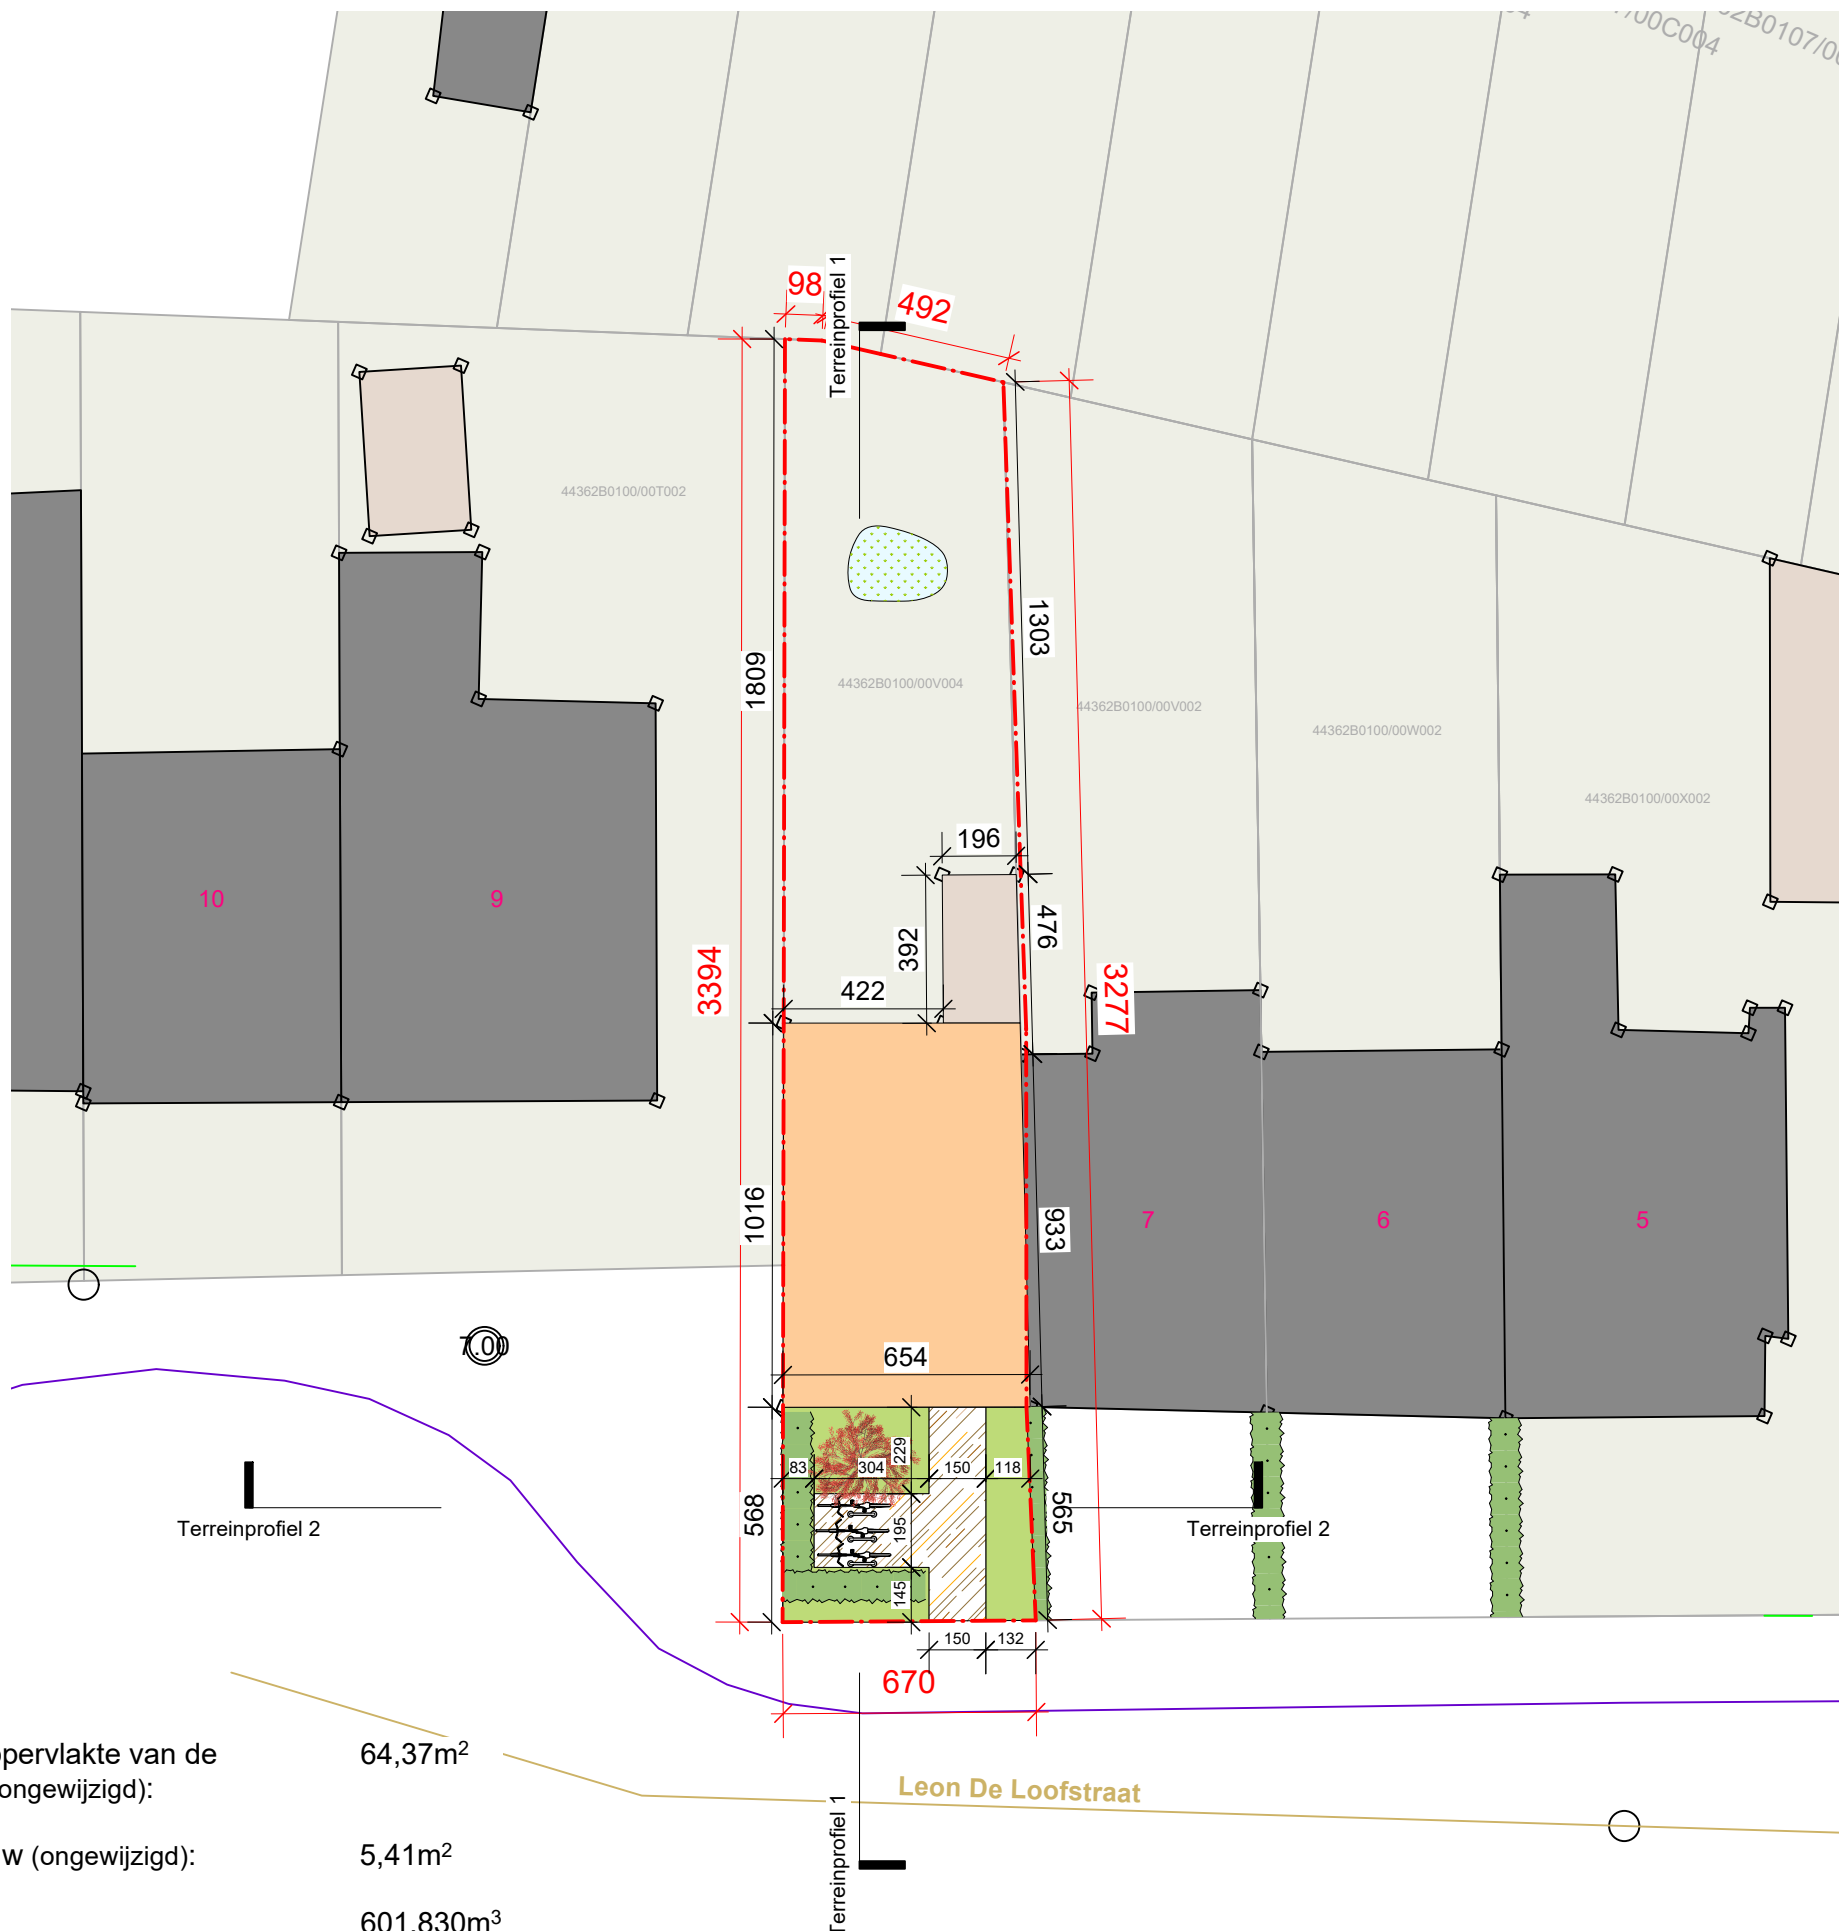 /00C004
62B0107/00
98
Terreinprofiel 1
492
44362B0100/00T002
1303
1809
44362B0100/00V004
44362B0100/00V002
44362B0100/00W002
44362B0100/00X002
196
10
9
476
392
3394
3277
422
1016
933
7
6
5
7.00
654
229
83
304
150
118
568
565
195
Terreinprofiel 2
Terreinprofiel 2
145
150
132
670
oppervlakte van de 64,37m²
ongewijzigd):
Leon De Loofstraat
w (ongewijzigd): 5,41m²
Terreinprofiel 1
601,830m³